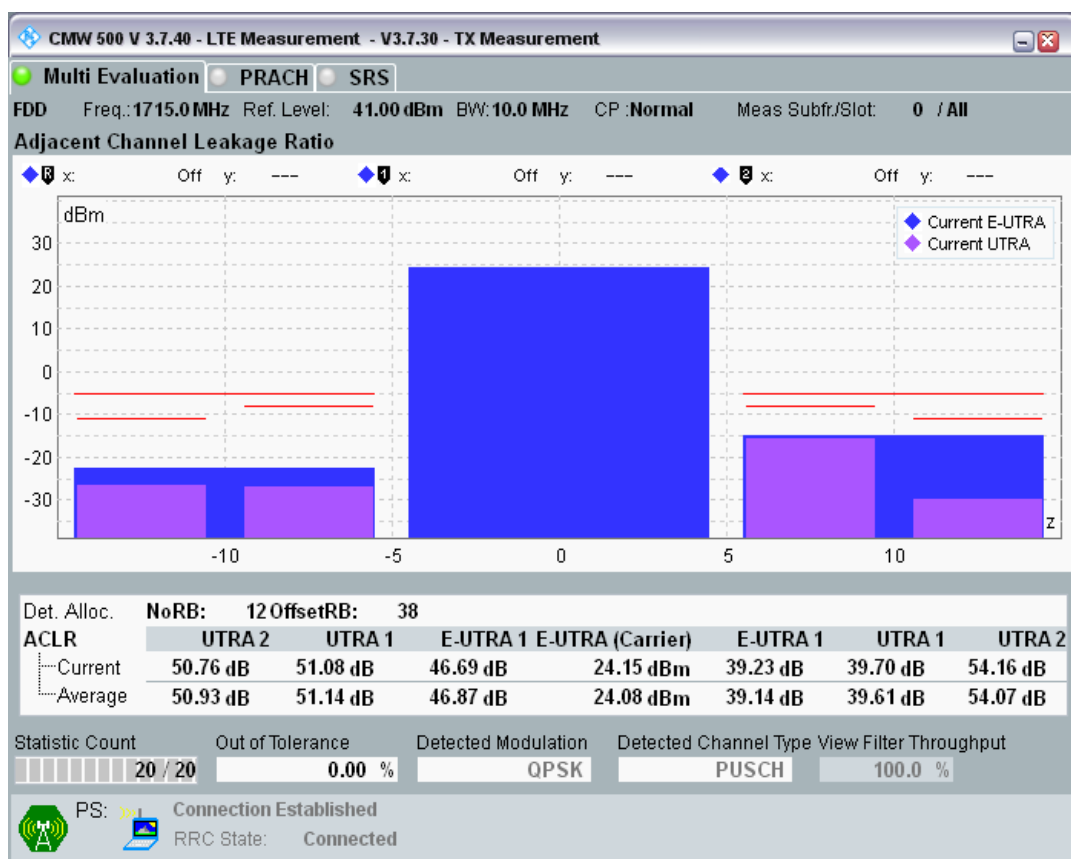 CMW 500 V 3.7.40 - LTE Measurement - V3.7.30 - TX Measurement
Multi Evaluation PRACH SRS
FDD Freq.: 1715.0 MHz Ref. Level: 41.00 dBm BW: 10.0 MHz CP :Normal Meas Subfr./Slot: 0 / All
Adjacent Channel Leakage Ratio
R x: Off y: --- 1 x: Off y: --- 2 x: Off y: ---
dBm
Current E-UTRA
Current UTRA
30
20
10
0
-10
-20
-30
z
-10 -5 0 5 10
Det. Alloc. NoRB: 12 OffsetRB: 38
ACLR UTRA 2 UTRA 1 E-UTRA 1 E-UTRA (Carrier) E-UTRA 1 UTRA 1 UTRA 2
Current 50.76 dB 51.08 dB 46.69 dB 24.15 dBm 39.23 dB 39.70 dB 54.16 dB
Average 50.93 dB 51.14 dB 46.87 dB 24.08 dBm 39.14 dB 39.61 dB 54.07 dB
Statistic Count Out of Tolerance Detected Modulation Detected Channel Type View Filter Throughput
20 / 20 0.00 % QPSK PUSCH 100.0 %
PS: Connection Established
RRC State: Connected